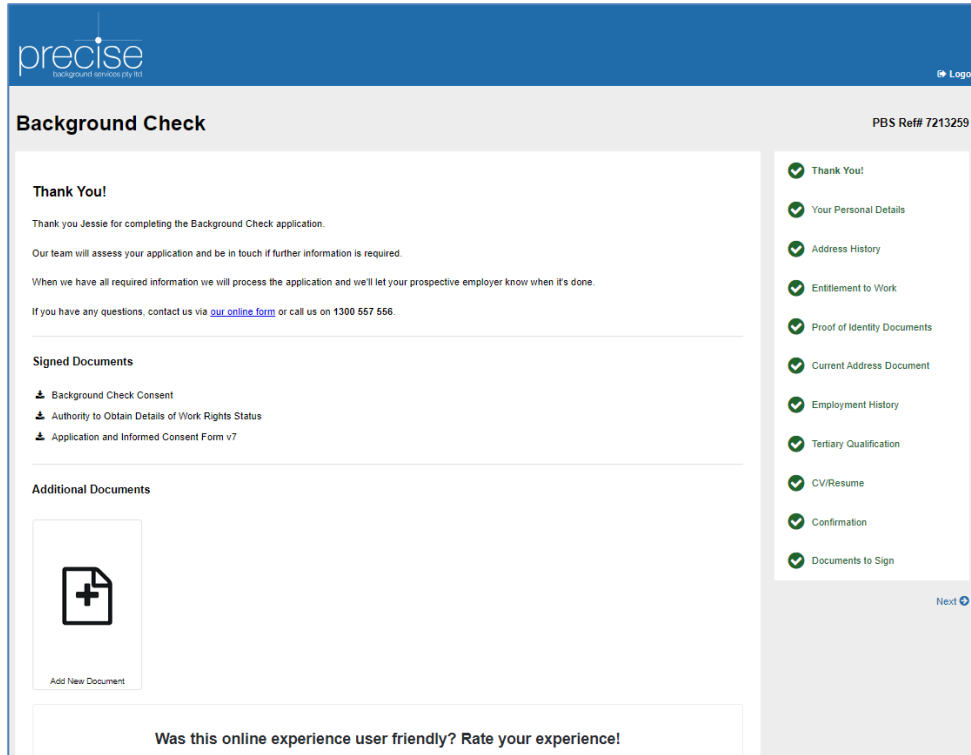 precise
background services pty ltd
Logo
Background Check
PBS Ref# 7213259
Thank You!
Thank you Jessie for completing the Background Check application.
Our team will assess your application and be in touch if further information is required.
When we have all required information we will process the application and we'll let your prospective employer know when it's done.
If you have any questions, contact us via our online form or call us on 1300 557 556.
Signed Documents
Background Check Consent
Authority to Obtain Details of Work Rights Status
Application and Informed Consent Form v7
Additional Documents
Add New Document
Was this online experience user friendly? Rate your experience!
Thank You!
Your Personal Details
Address History
Entitlement to Work
Proof of Identity Documents
Current Address Document
Employment History
Tertiary Qualification
CV/Resume
Confirmation
Documents to Sign
Next